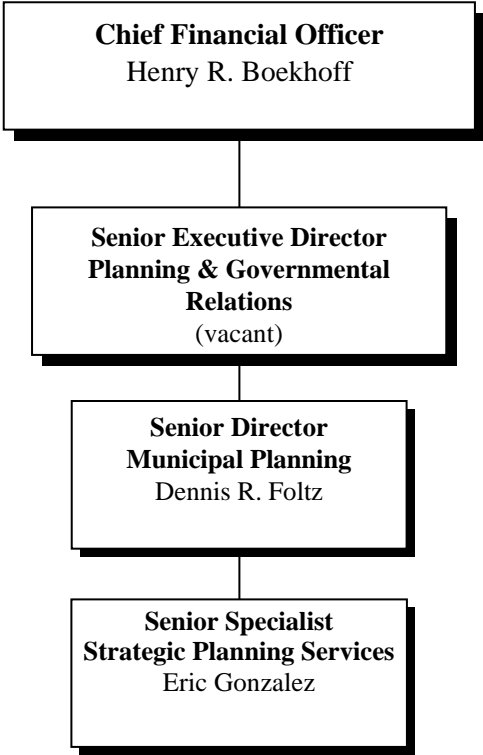 Chief Financial Officer
Henry R. Boekhoff
Senior Executive Director
Planning & Governmental
Relations
(vacant)
Senior Director
Municipal Planning
Dennis R. Foltz
Senior Specialist
Strategic Planning Services
Eric Gonzalez